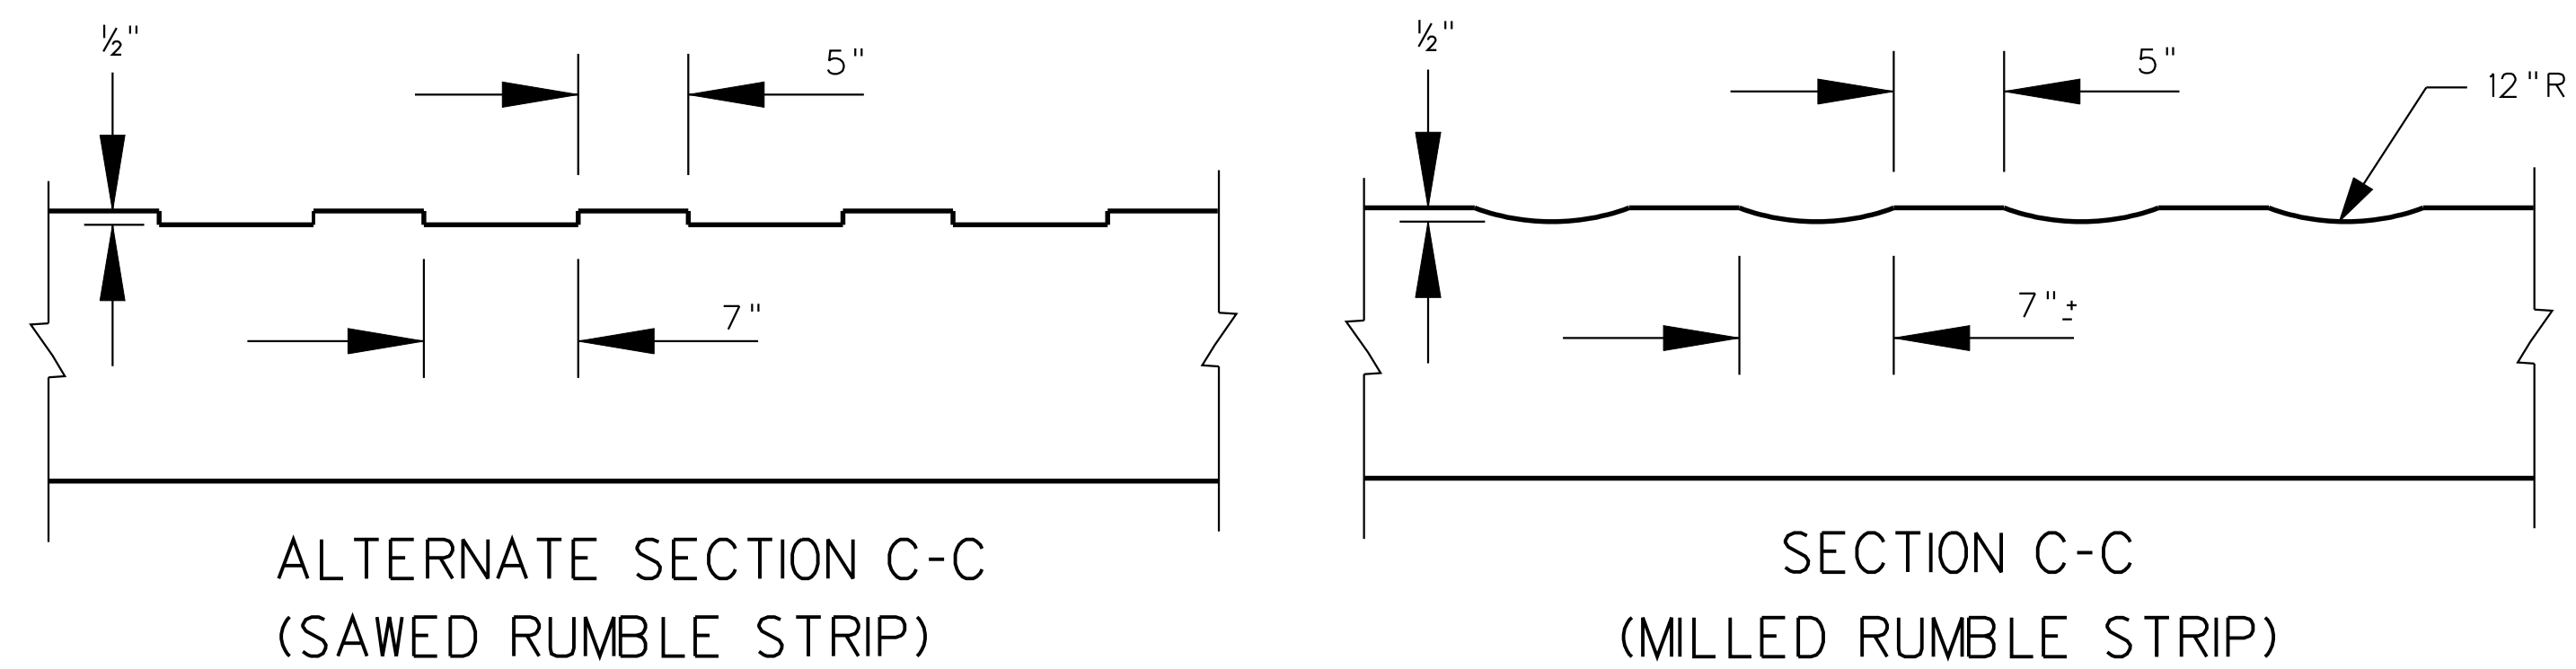 ½"
5"
7"
ALTERNATE SECTION C-C
(SAWED RUMBLE STRIP)
½"
5"
12"R
7"±
SECTION C-C
(MILLED RUMBLE STRIP)